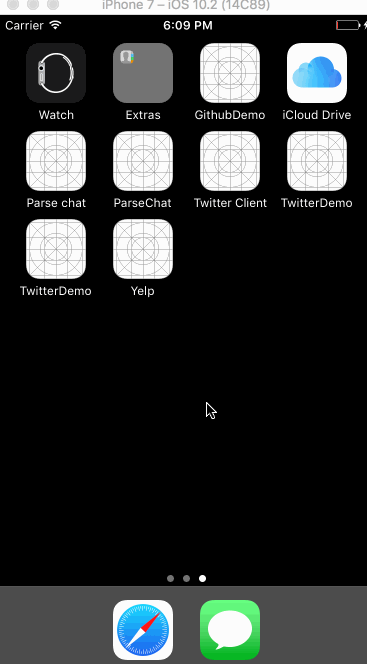 iPhone 7 – iOS 10.2 (14C89)
Carrier 6:09 PM
Watch Extras GithubDemo iCloud Drive
Parse chat ParseChat Twitter Client TwitterDemo
TwitterDemo Yelp